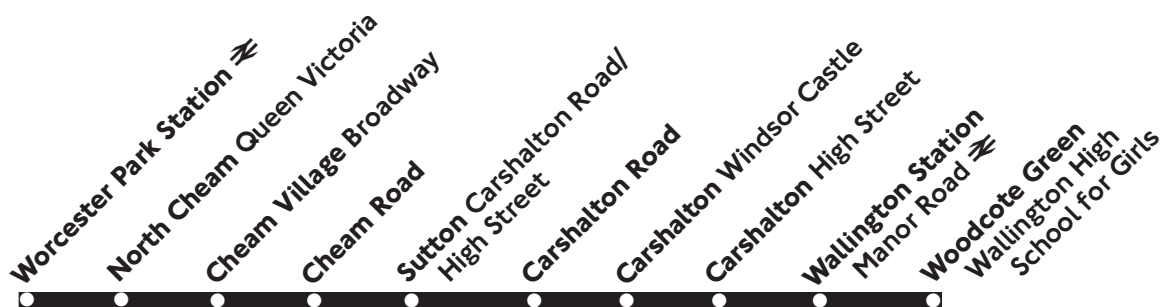 Worcester Park Station
North Cheam Queen Victoria
Cheam Village Broadway
Cheam Road
Sutton Carshalton Road/
High Street
Carshalton Road
Carshalton Windsor Castle
Carshalton High Street
Wallington Station
Manor Road
Woodcote Green
Wallington High
School for Girls